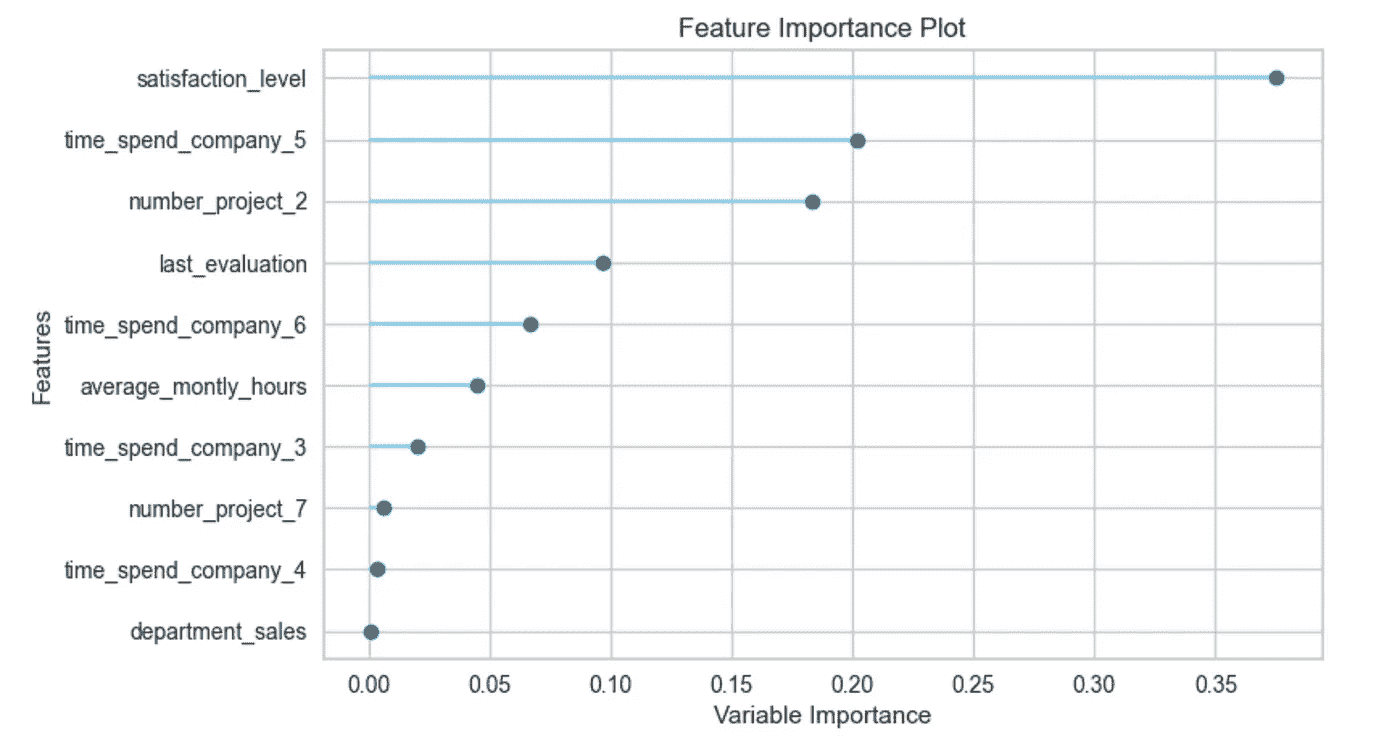 Feature Importance Plot
satisfaction_level
time_spend_company_5
number_project_2
last_evaluation
time_spend_company_6
average_montly_hours
time_spend_company_3
number_project_7
time_spend_company_4
department_sales
Features
0.00 0.05 0.10 0.15 0.20 0.25 0.30 0.35
Variable Importance